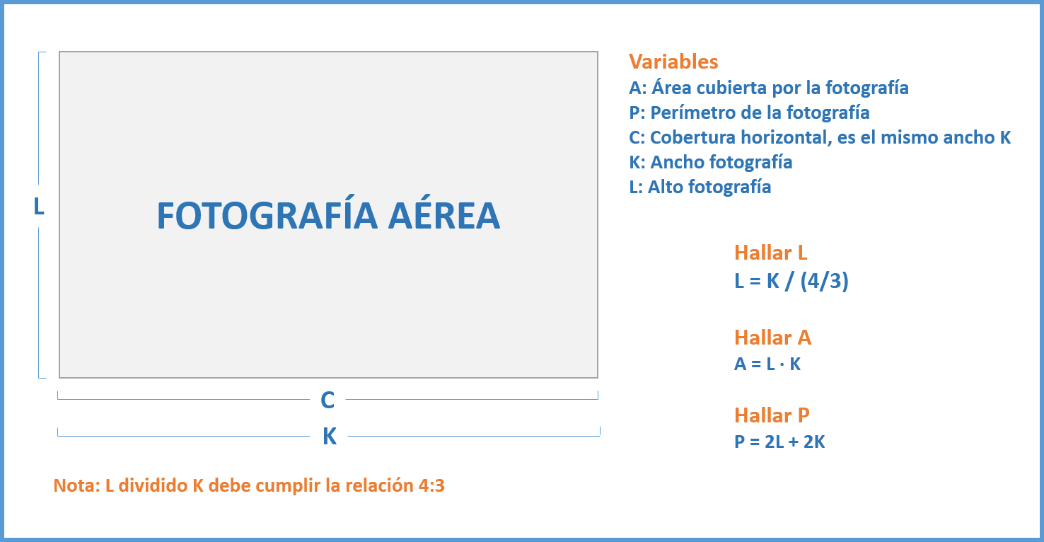 Variables
A: Área cubierta por la fotografía
P: Perímetro de la fotografía
C: Cobertura horizontal, es el mismo ancho K
K: Ancho fotografía
L: Alto fotografía
L
FOTOGRAFÍA AÉREA
Hallar L
L = K / (4/3)
Hallar A
A = L · K
C
Hallar P
K
P = 2L + 2K
Nota: L dividido K debe cumplir la relación 4:3